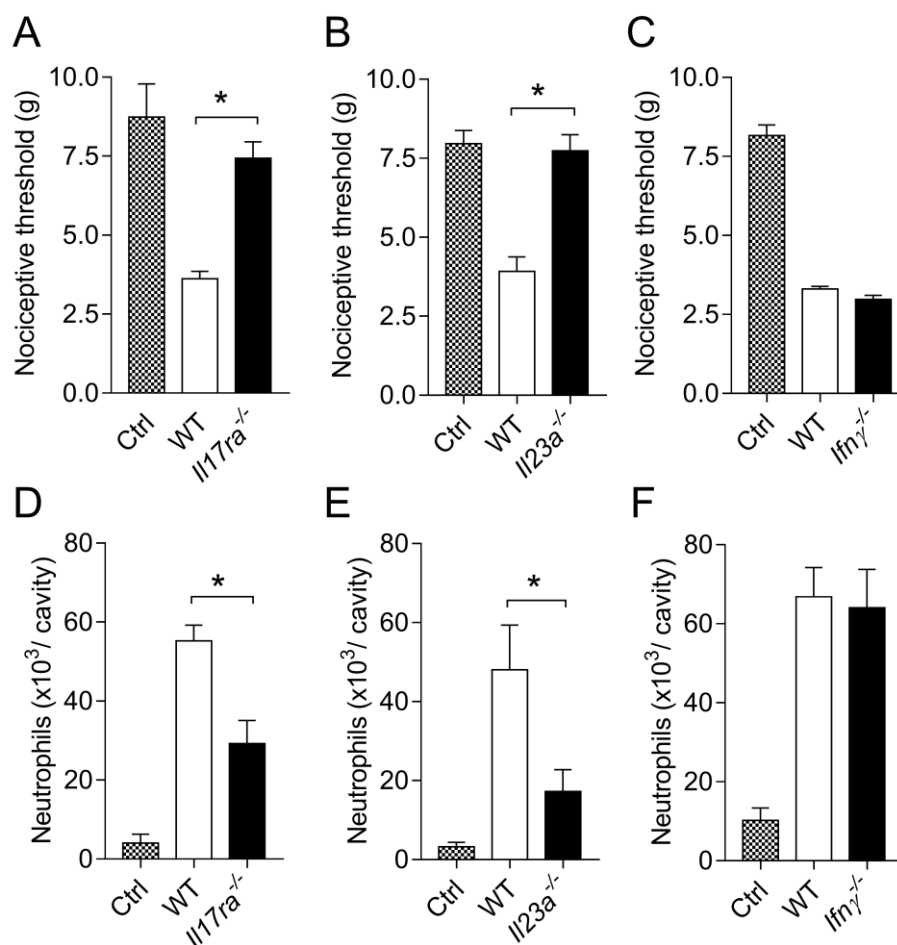 A
Nociceptive threshold (g)
10.0
7.5
5.0
2.5
0.0
*
Ctrl
WT
Il17ra-/-
B
Nociceptive threshold (g)
10.0
7.5
5.0
2.5
0.0
*
Ctrl
WT
Il23a-/-
C
Nociceptive threshold (g)
10.0
7.5
5.0
2.5
0.0
Ctrl
WT
Ifnγ-/-
D
Neutrophils (x10³/ cavity)
80
60
40
20
0
*
Ctrl
WT
Il17ra-/-
E
Neutrophils (x10³/ cavity)
80
60
40
20
0
*
Ctrl
WT
Il23a-/-
F
Neutrophils (x10³/ cavity)
80
60
40
20
0
Ctrl
WT
Ifnγ-/-